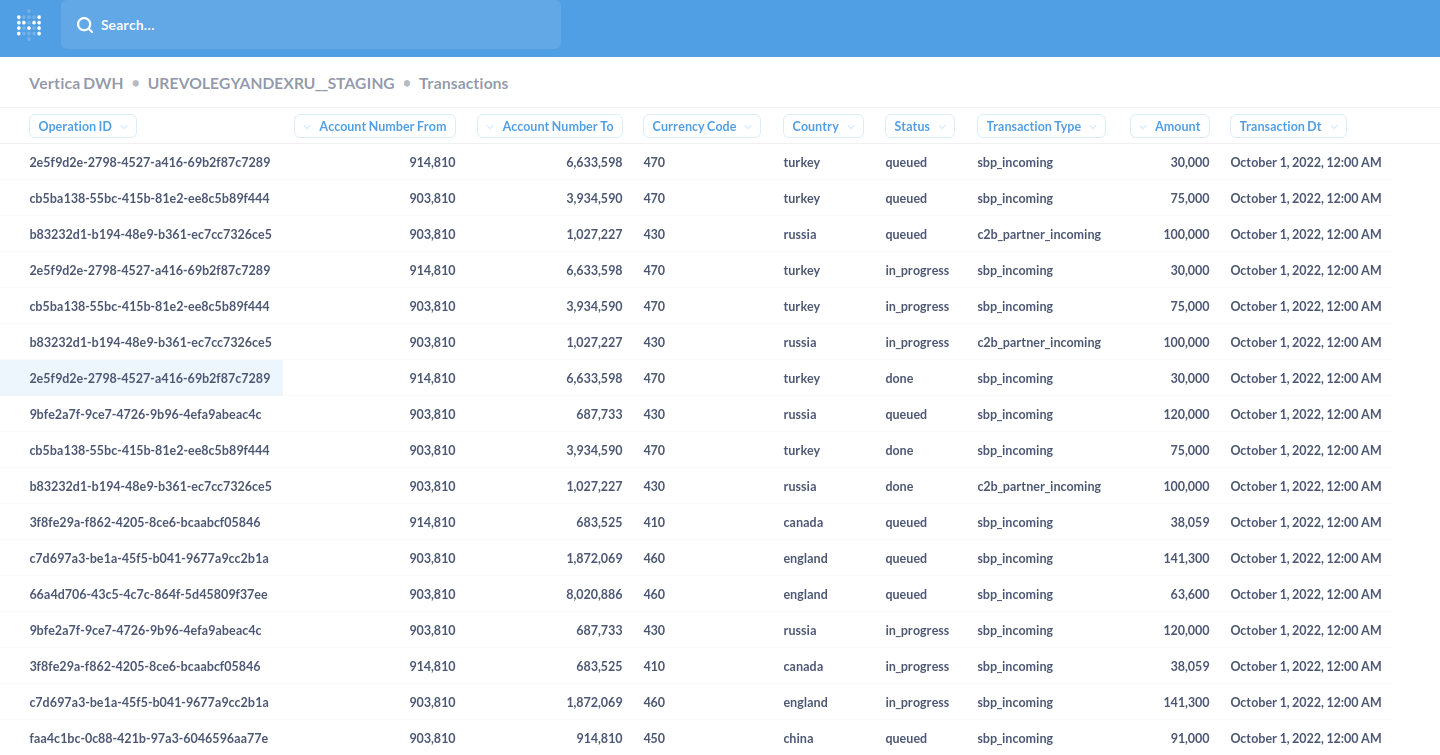 Search...
Vertica DWH • UREVOLEGYANDEXRU__STAGING • Transactions
Operation ID Account Number From Account Number To Currency Code Country Status Transaction Type Amount Transaction Dt
2e5f9d2e-2798-4527-a416-69b2f87c7289 914,810 6,633,598 470 turkey queued sbp_incoming 30,000 October 1, 2022, 12:00 AM
cb5ba138-55bc-415b-81e2-ee8c5b89f444 903,810 3,934,590 470 turkey queued sbp_incoming 75,000 October 1, 2022, 12:00 AM
b83232d1-b194-48e9-b361-ec7cc7326ce5 903,810 1,027,227 430 russia queued c2b_partner_incoming 100,000 October 1, 2022, 12:00 AM
2e5f9d2e-2798-4527-a416-69b2f87c7289 914,810 6,633,598 470 turkey in_progress sbp_incoming 30,000 October 1, 2022, 12:00 AM
cb5ba138-55bc-415b-81e2-ee8c5b89f444 903,810 3,934,590 470 turkey in_progress sbp_incoming 75,000 October 1, 2022, 12:00 AM
b83232d1-b194-48e9-b361-ec7cc7326ce5 903,810 1,027,227 430 russia in_progress c2b_partner_incoming 100,000 October 1, 2022, 12:00 AM
2e5f9d2e-2798-4527-a416-69b2f87c7289 914,810 6,633,598 470 turkey done sbp_incoming 30,000 October 1, 2022, 12:00 AM
9bfe2a7f-9ce7-4726-9b96-4efa9abeac4c 903,810 687,733 430 russia queued sbp_incoming 120,000 October 1, 2022, 12:00 AM
cb5ba138-55bc-415b-81e2-ee8c5b89f444 903,810 3,934,590 470 turkey done sbp_incoming 75,000 October 1, 2022, 12:00 AM
b83232d1-b194-48e9-b361-ec7cc7326ce5 903,810 1,027,227 430 russia done c2b_partner_incoming 100,000 October 1, 2022, 12:00 AM
3f8fe29a-f862-4205-8ce6-bcaabcf05846 914,810 683,525 410 canada queued sbp_incoming 38,059 October 1, 2022, 12:00 AM
c7d697a3-be1a-45f5-b041-9677a9cc2b1a 903,810 1,872,069 460 england queued sbp_incoming 141,300 October 1, 2022, 12:00 AM
66a4d706-43c5-4c7c-864f-5d45809f37ee 903,810 8,020,886 460 england queued sbp_incoming 63,600 October 1, 2022, 12:00 AM
9bfe2a7f-9ce7-4726-9b96-4efa9abeac4c 903,810 687,733 430 russia in_progress sbp_incoming 120,000 October 1, 2022, 12:00 AM
3f8fe29a-f862-4205-8ce6-bcaabcf05846 914,810 683,525 410 canada in_progress sbp_incoming 38,059 October 1, 2022, 12:00 AM
c7d697a3-be1a-45f5-b041-9677a9cc2b1a 903,810 1,872,069 460 england in_progress sbp_incoming 141,300 October 1, 2022, 12:00 AM
faa4c1bc-0c88-421b-97a3-6046596aa77e 903,810 914,810 450 china queued sbp_incoming 91,000 October 1, 2022, 12:00 AM